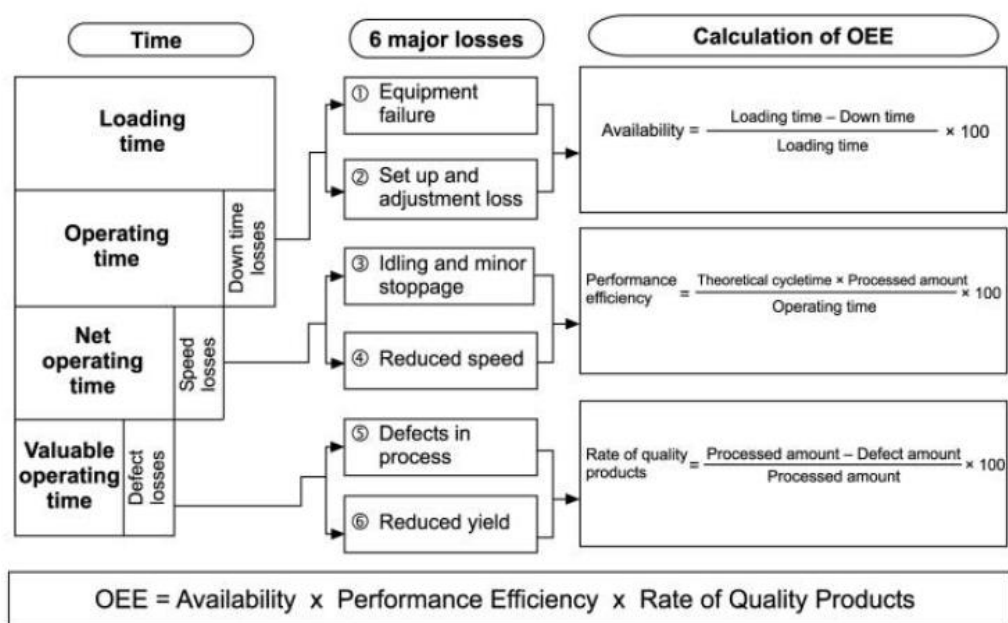 Time
6 major losses
Calculation of OEE
Loading
time
Operating
time
Down time
losses
Net
operating
time
Speed
losses
Valuable
operating
time
Defect
losses
① Equipment
failure
② Set up and
adjustment loss
③ Idling and minor
stoppage
④ Reduced speed
⑤ Defects in
process
⑥ Reduced yield
Availability = Loading time – Down time / Loading time × 100
Performance
efficiency = Theoretical cycletime × Processed amount / Operating time × 100
Rate of quality
products = Processed amount – Defect amount / Processed amount × 100
OEE = Availability x Performance Efficiency x Rate of Quality Products